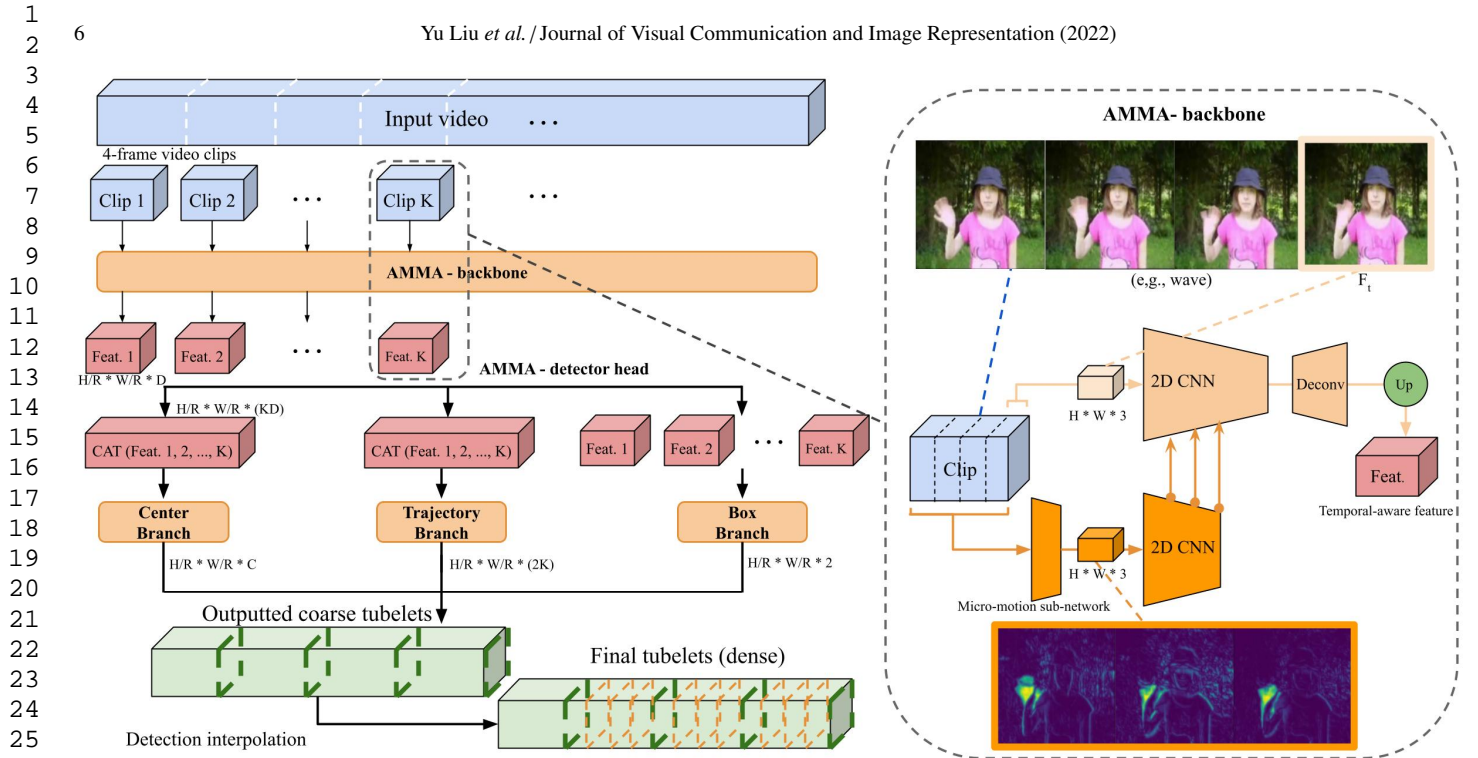 1
2
3
4
5
6
7
8
9
10
11
12
13
14
15
16
17
18
19
20
21
22
23
24
25
6
Yu Liu et al. / Journal of Visual Communication and Image Representation (2022)
Input video ...
4-frame video clips
Clip 1 Clip 2 ... Clip K ...
AMMA - backbone
Feat. 1 Feat. 2 ... Feat. K
H/R * W/R * D
AMMA - detector head
H/R * W/R * (KD)
CAT (Feat. 1, 2, ..., K) CAT (Feat. 1, 2, ..., K) Feat. 1 Feat. 2 ... Feat. K
Center
Branch
Trajectory
Branch
Box
Branch
H/R * W/R * C H/R * W/R * (2K) H/R * W/R * 2
Outputted coarse tubelets
Final tubelets (dense)
Detection interpolation
AMMA- backbone
(e,g., wave) F_t
2D CNN Deconv Up
H * W * 3
Clip
Feat.
Temporal-aware feature
2D CNN
H * W * 3
Micro-motion sub-network